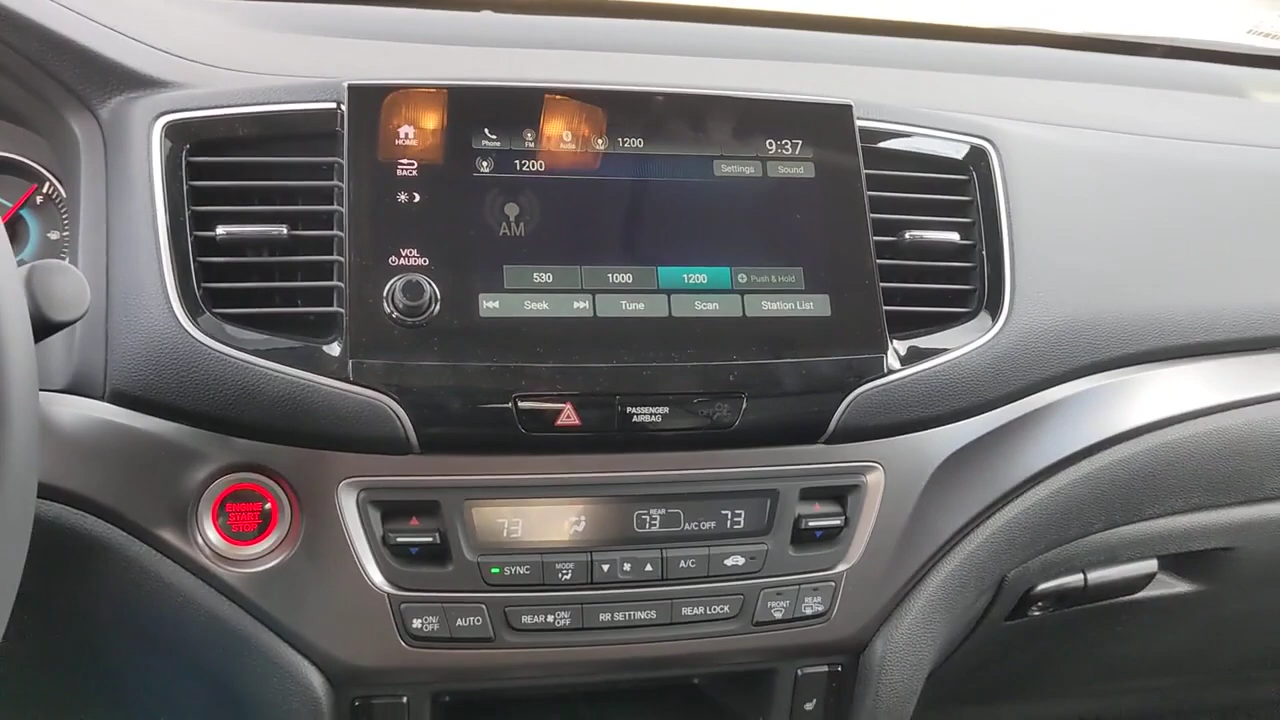 HOME
BACK
VOL
AUDIO
Phone
FM
Audio
1200
9:37
AM
1200
Settings
Sound
AM
530
1000
1200
Push & Hold
Seek
Tune
Scan
Station List
F
PASSENGER
AIRBAG
OFF
ENGINE
START
STOP
73
REAR
73
A/C OFF
73
SYNC
MODE
A/C
ON/
OFF
AUTO
REAR
ON/
OFF
RR SETTINGS
REAR LOCK
FRONT
REAR